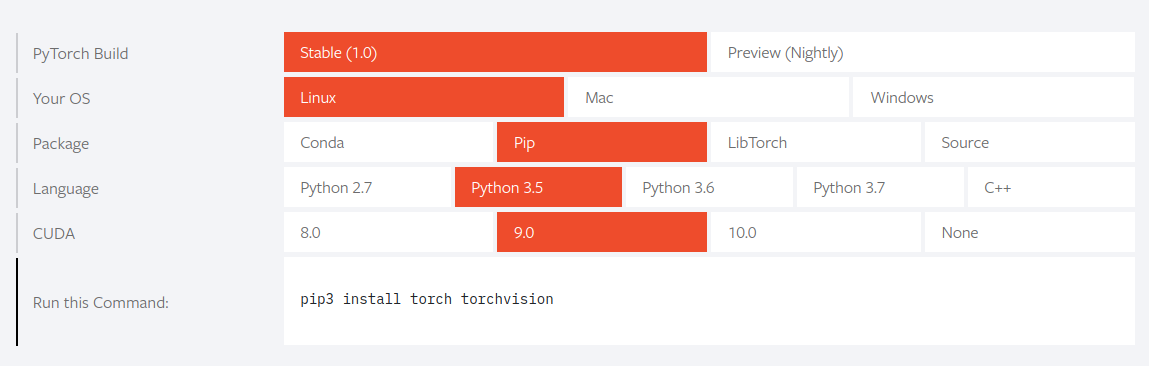 PyTorch Build Stable (1.0) Preview (Nightly)
Your OS Linux Mac Windows
Package Conda Pip LibTorch Source
Language Python 2.7 Python 3.5 Python 3.6 Python 3.7 C++
CUDA 8.0 9.0 10.0 None
Run this Command: pip3 install torch torchvision